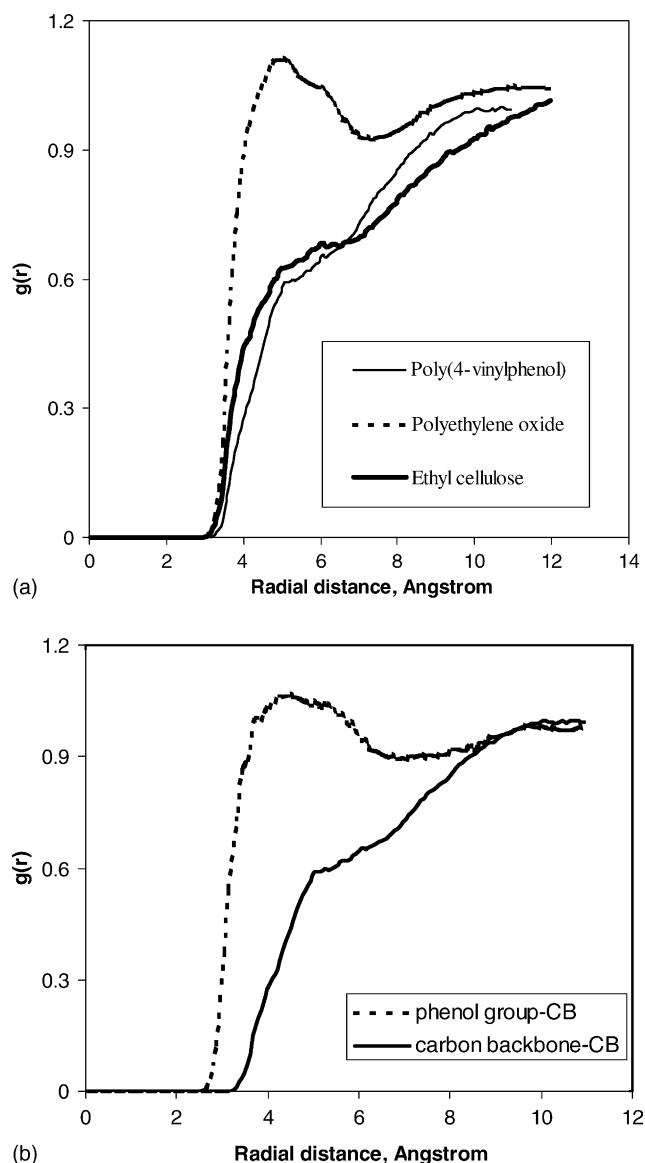 1.2
0.9
0.6
0.3
0
g(r)
Poly(4-vinylphenol)
Polyethylene oxide
Ethyl cellulose
0 2 4 6 8 10 12 14
(a)
Radial distance, Angstrom
1.2
0.9
0.6
0.3
0
g(r)
phenol group-CB
carbon backbone-CB
0 2 4 6 8 10 12
(b)
Radial distance, Angstrom